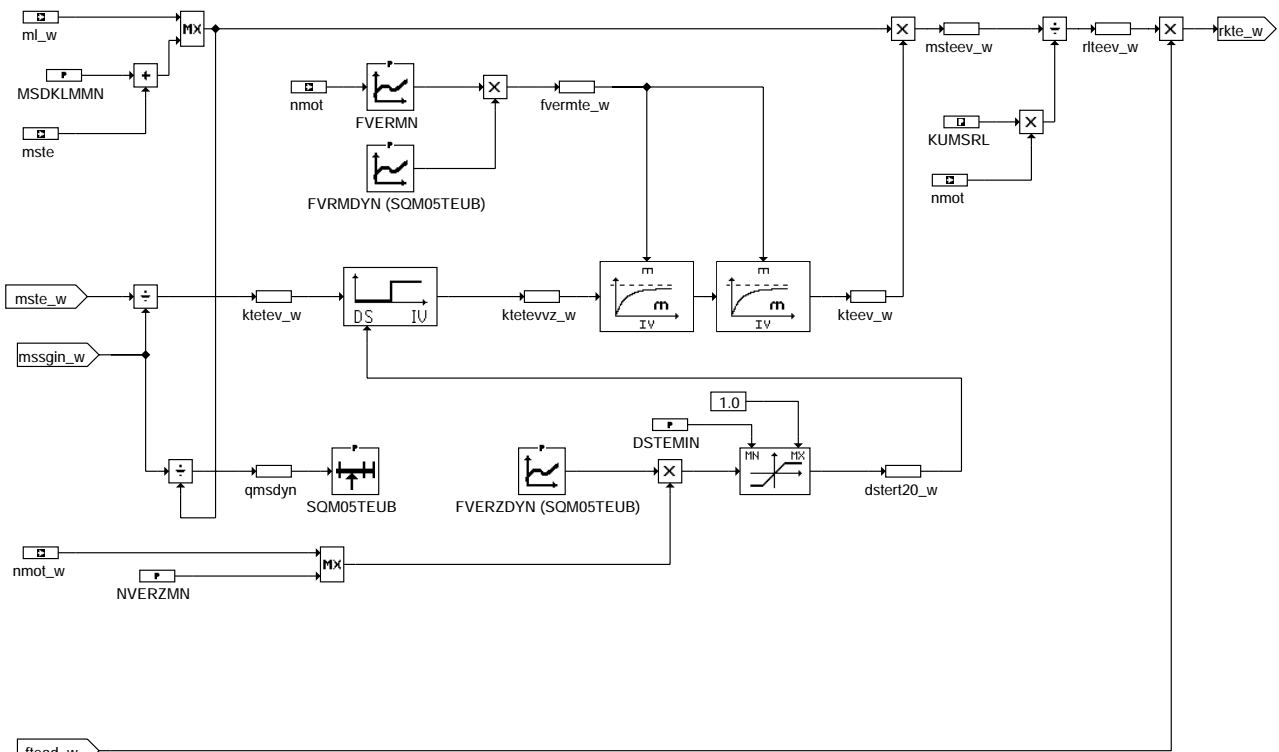 ml_w
MX
MSDKLMMN
P
+
mste
nmot
P
FVERMN
P
FVRMDYN (SQM05TEUB)
X
fvermte_w
X
msteev_w
÷
rlteev_w
X
rkte_w
P
KUMSRL
X
nmot
mste_w
÷
ktetev_w
DS IV
ktetevvz_w
m
m
IV
m
m
IV
kteev_w
mssgin_w
1.0
P
DSTEMIN
÷
qmsdyn
P
SQM05TEUB
P
FVERZDYN (SQM05TEUB)
X
MN MX
dstert20_w
nmot_w
P
NVERZMN
MX
ftead_w